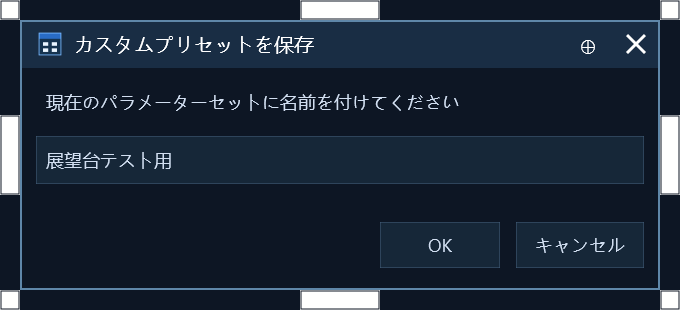 カスタムプリセットを保存
現在のパラメーターセットに名前を付けてください
展望台テスト用
OK
キャンセル